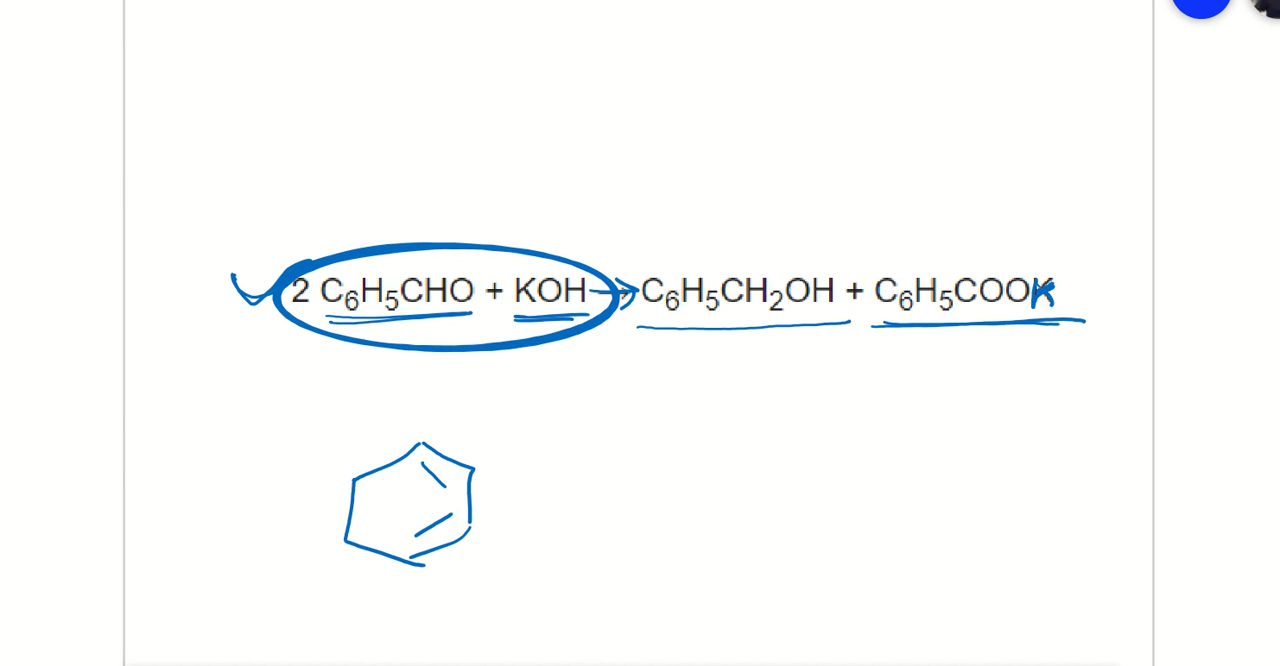 2 C₆H₅CHO + KOH → C₆H₅CH₂OH + C₆H₅COOK